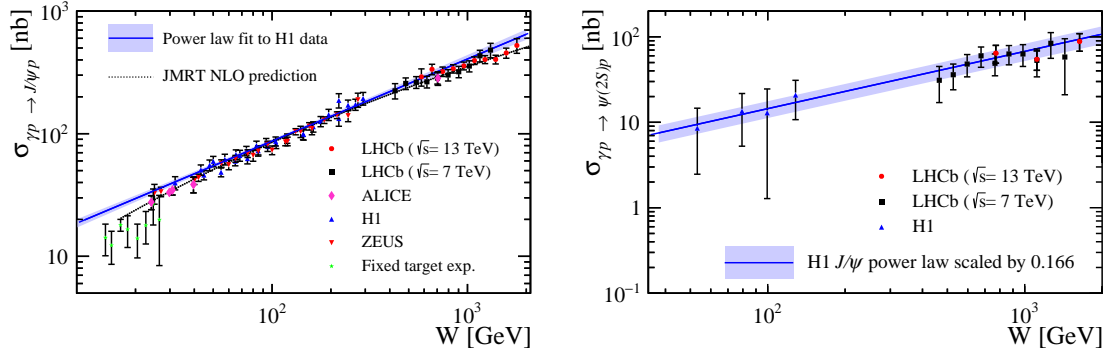 σγp → J/ψp [nb]
10³
10²
10
Power law fit to H1 data
JMRT NLO prediction
LHCb (√s= 13 TeV)
LHCb (√s= 7 TeV)
ALICE
H1
ZEUS
Fixed target exp.
10² 10³
W [GeV]
σγp → ψ(2S)p [nb]
10²
10
1
10⁻¹
LHCb (√s= 13 TeV)
LHCb (√s= 7 TeV)
H1
H1 J/ψ power law scaled by 0.166
10² 10³
W [GeV]